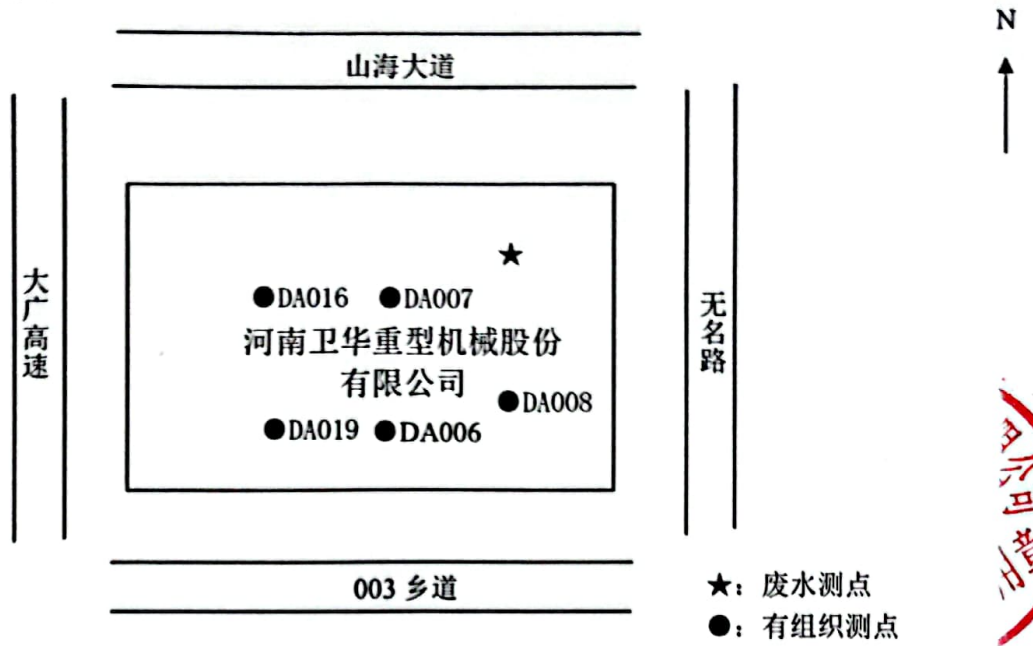 N
山海大道
大广高速
无名路
DA016
DA007
河南卫华重型机械股份
有限公司
DA008
DA019
DA006
003 乡道
★：废水测点
●：有组织测点